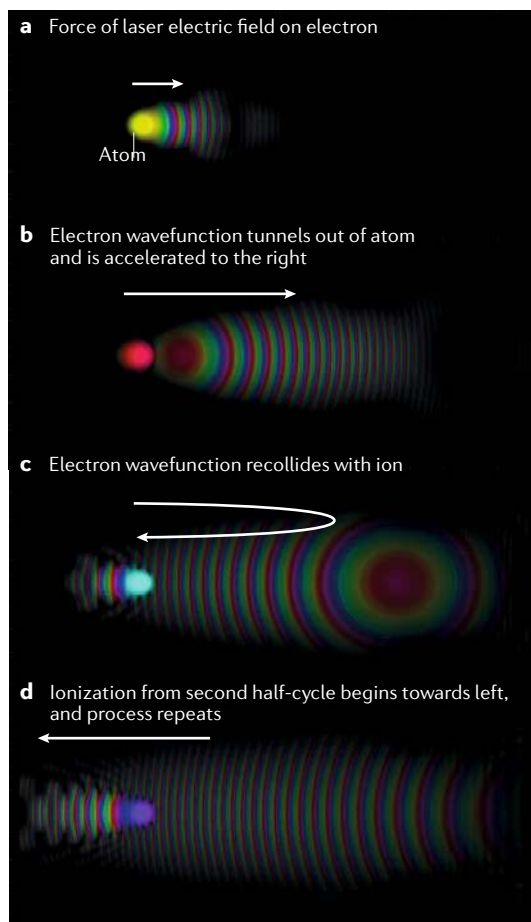 a Force of laser electric field on electron
Atom
b Electron wavefunction tunnels out of atom
and is accelerated to the right
c Electron wavefunction recollides with ion
d Ionization from second half-cycle begins towards left,
and process repeats